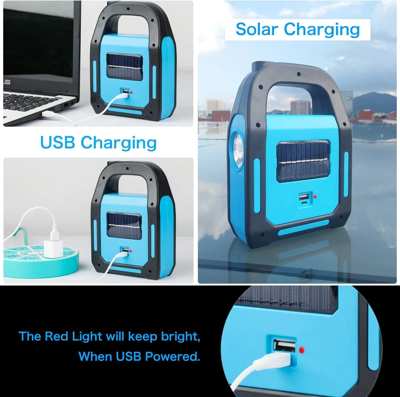 Solar Charging
USB Charging
The Red Light will keep bright,
When USB Powered.